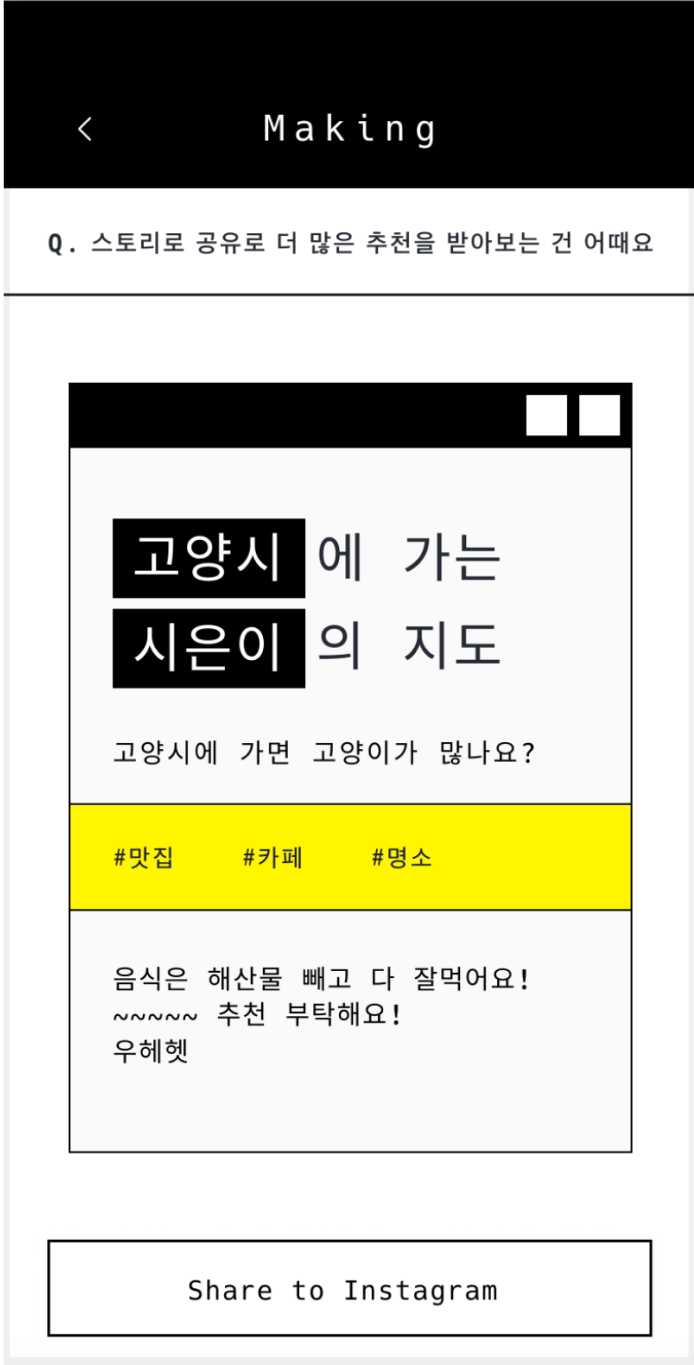 Making
Q. 스토리로 공유로 더 많은 추천을 받아보는 건 어때요
고양시에 가는
시은이의 지도
고양시에 가면 고양이가 많나요?
#맛집 #카페 #명소
음식은 해산물 빼고 다 잘먹어요!
~~~~~ 추천 부탁해요!
우헤헷
Share to Instagram